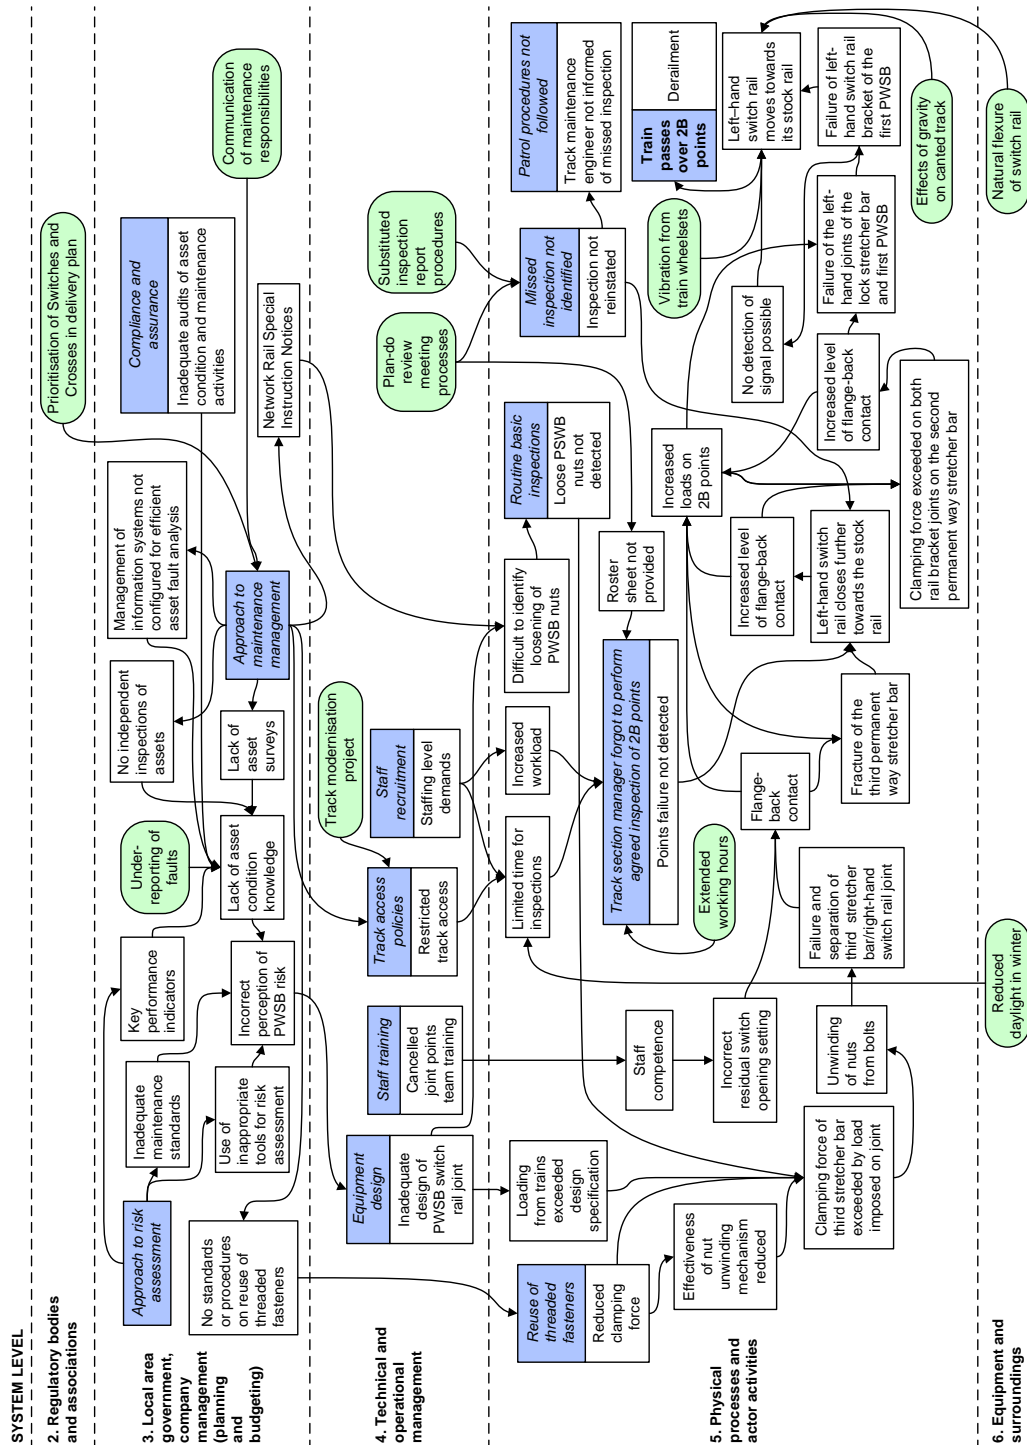 SYSTEM LEVEL
2. Regulatory bodies
and associations
Prioritisation of Switches and
Crosses in delivery plan
3. Local area
government,
company
management
(planning
and
budgeting)
Approach to risk
assessment
No standards
or procedures
on reuse of
threaded
fasteners
Inadequate
maintenance
standards
Use of
inappropriate
tools for risk
assessment
Key
performance
indicators
Incorrect
perception of
PWSB risk
Under-
reporting of
faults
Lack of asset
condition
knowledge
No independent
inspections of
assets
Lack of
asset
surveys
Management of
information systems not
configured for efficient
asset fault analysis
Approach to
maintenance
management
Compliance and
assurance
Inadequate audits of asset
condition and maintenance
activities
Network Rail Special
Instruction Notices
Communication
of maintenance
responsibilities
4. Technical and
operational
management
Equipment
design
Inadequate
design of
PWSB switch
rail joint
Staff training
Cancelled
joint points
team training
Track access
policies
Restricted
track access
Track modernisation
project
Staff
recruitment
Staffing level
demands
Plan-do
review
meeting
processes
Substituted
inspection
report
procedures
5. Physical
processes and
actor activities
Reuse of
threaded
fasteners
Reduced
clamping
force
Loading
from trains
exceeded
design
specification
Effectiveness
of nut
unwinding
mechanism
reduced
Staff
competence
Incorrect
residual switch
opening setting
Clamping force of
third stretcher bar
exceeded by load
imposed on joint
Unwinding
of nuts
from bolts
Failure and
separation of
third stretcher
bar/right-hand
switch rail joint
Flange-
back
contact
Fracture of the
third permanent
way stretcher bar
Limited time for
inspections
Increased
workload
Difficult to identify
loosening of
PWSB nuts
Routine basic
inspections
Loose PSWB
nuts not
detected
Track section manager forgot to perform
agreed inspection of 2B points
Points failure not detected
Extended
working hours
Roster
sheet not
provided
Increased
loads on
2B points
Increased level
of flange-back
contact
Left-hand switch
rail closes further
towards the stock
rail
Missed
inspection not
identified
Inspection not
reinstated
Patrol procedures not
followed
Track maintenance
engineer not informed
of missed inspection
Vibration from
train wheelsets
Train
passes
over 2B
points
Derailment
No detection of
signal possible
Left-hand
switch rail
moves towards
its stock rail
Increased level
of flange-back
contact
Failure of the left-
hand joints of the
lock stretcher bar
and first PWSB
Failure of left-
hand switch rail
bracket of the
first PWSB
Clamping force exceeded on both
rail bracket joints on the second
permanent way stretcher bar
Effects of gravity
on canted track
6. Equipment and
surroundings
Reduced
daylight in winter
Natural flexure
of switch rail